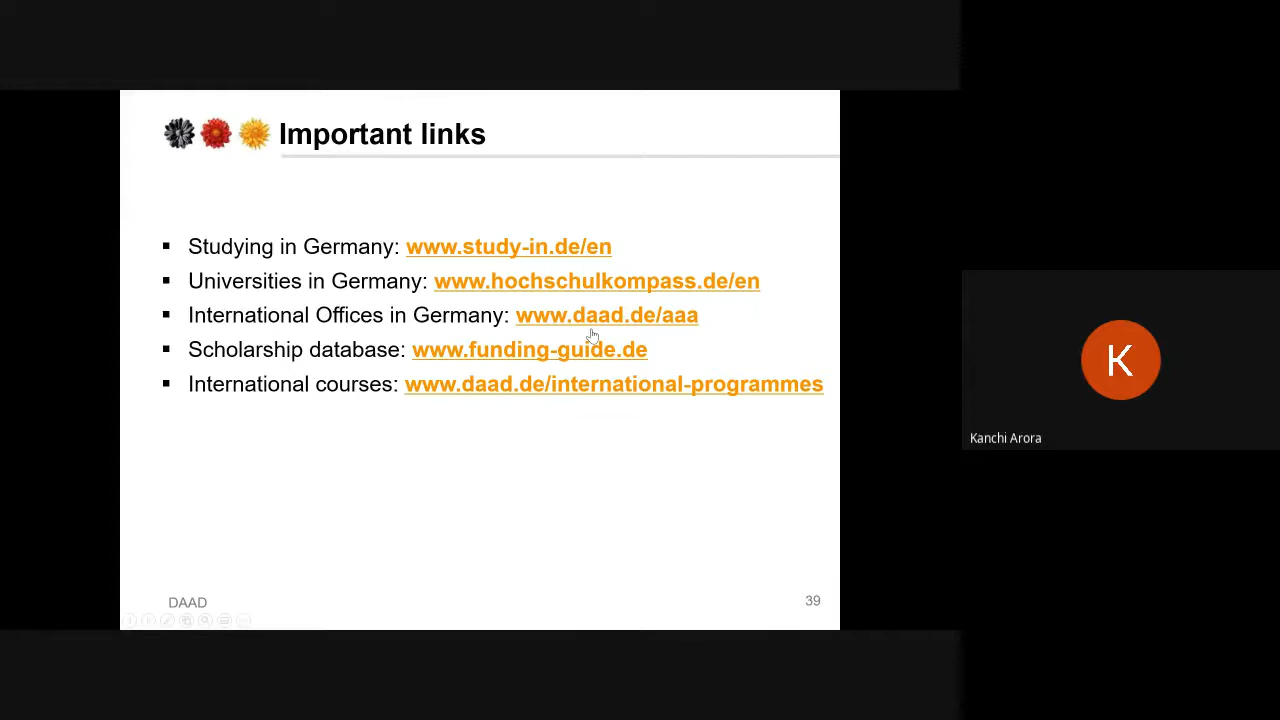 Important links
▪ Studying in Germany: www.study-in.de/en
▪ Universities in Germany: www.hochschulkompass.de/en
▪ International Offices in Germany: www.daad.de/aaa
▪ Scholarship database: www.funding-guide.de
▪ International courses: www.daad.de/international-programmes
DAAD
39
K
Kanchi Arora